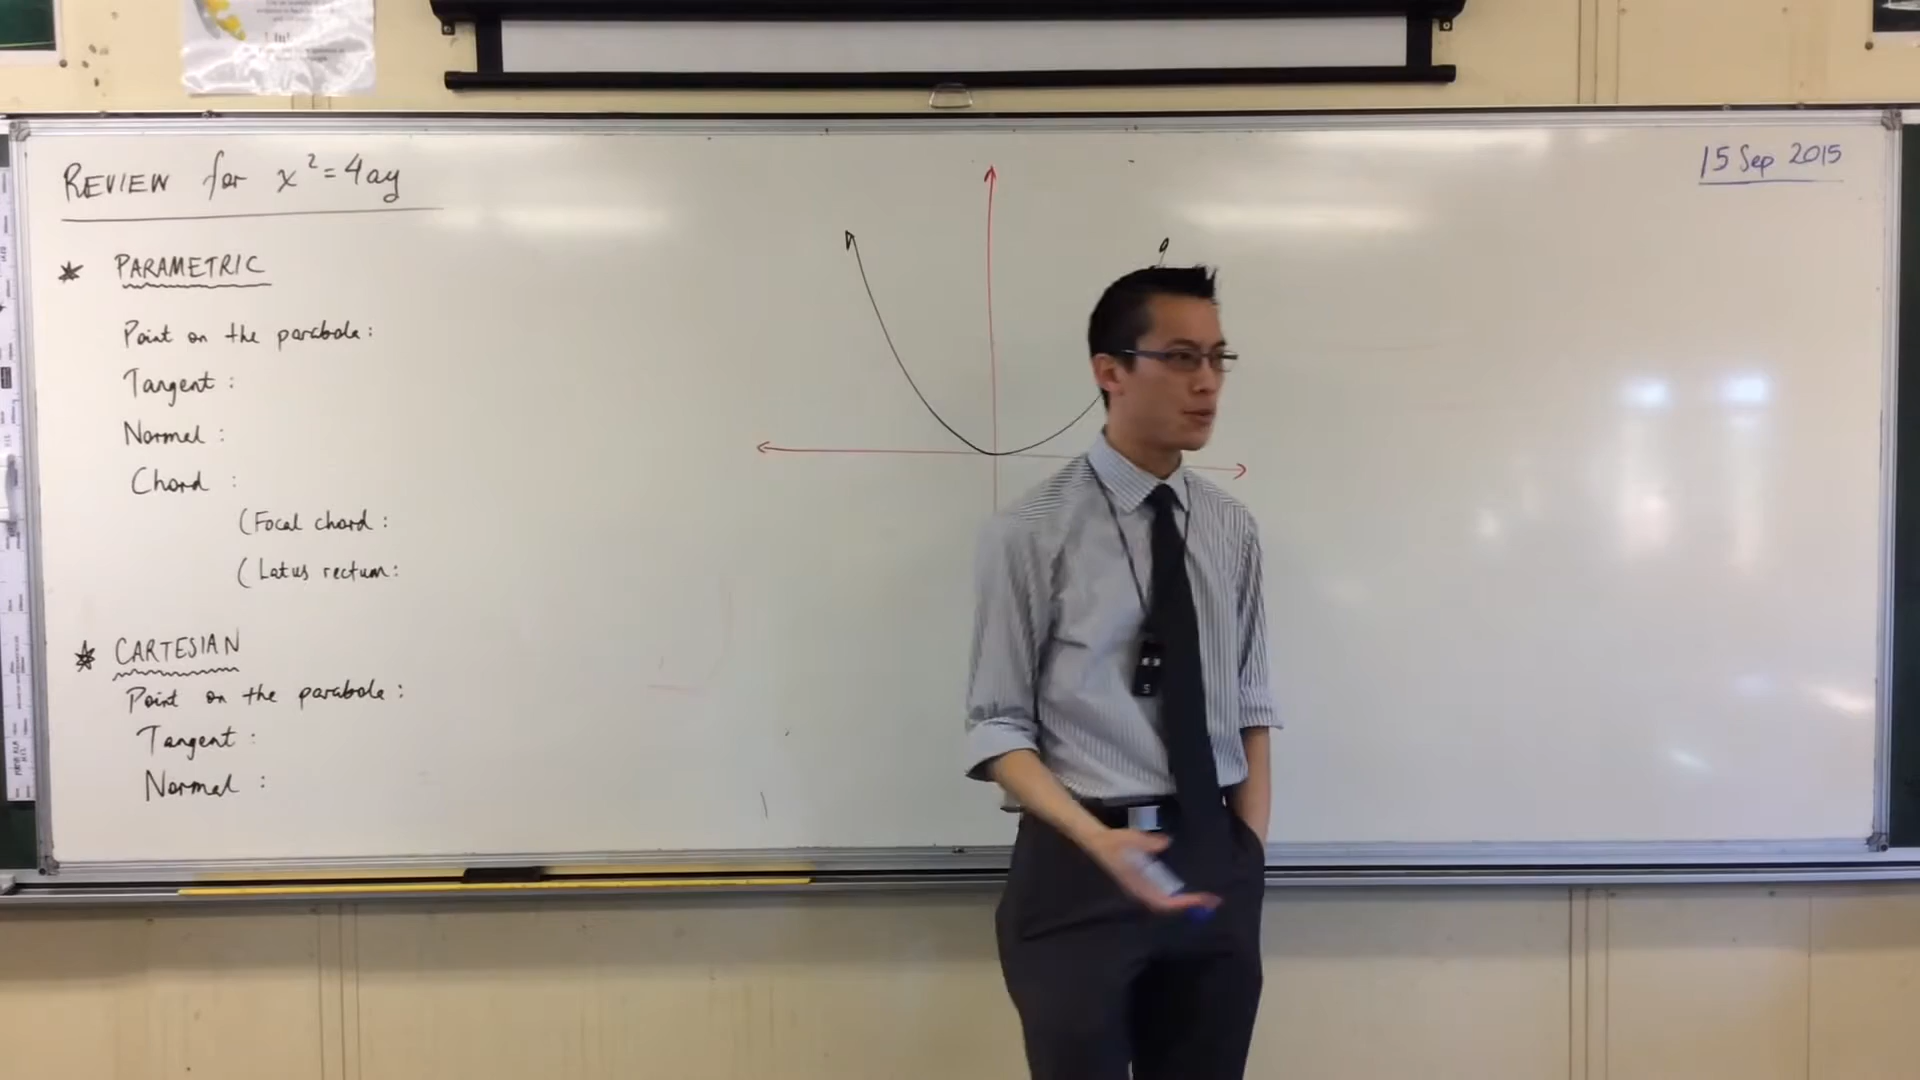 REVIEW for x² = 4ay
15 Sep 2015
* PARAMETRIC
Point on the parabola:
Tangent :
Normal :
Chord :
(Focal chord :
(Latus rectum:
* CARTESIAN
Point on the parabola :
Tangent :
Normal :